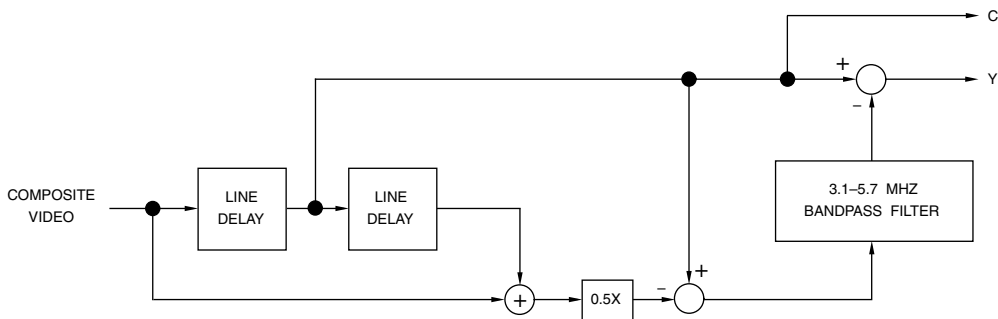 C
+
Y
–
LINE
DELAY
LINE
DELAY
3.1–5.7 MHZ
BANDPASS FILTER
COMPOSITE
VIDEO
+
+
0.5X
–